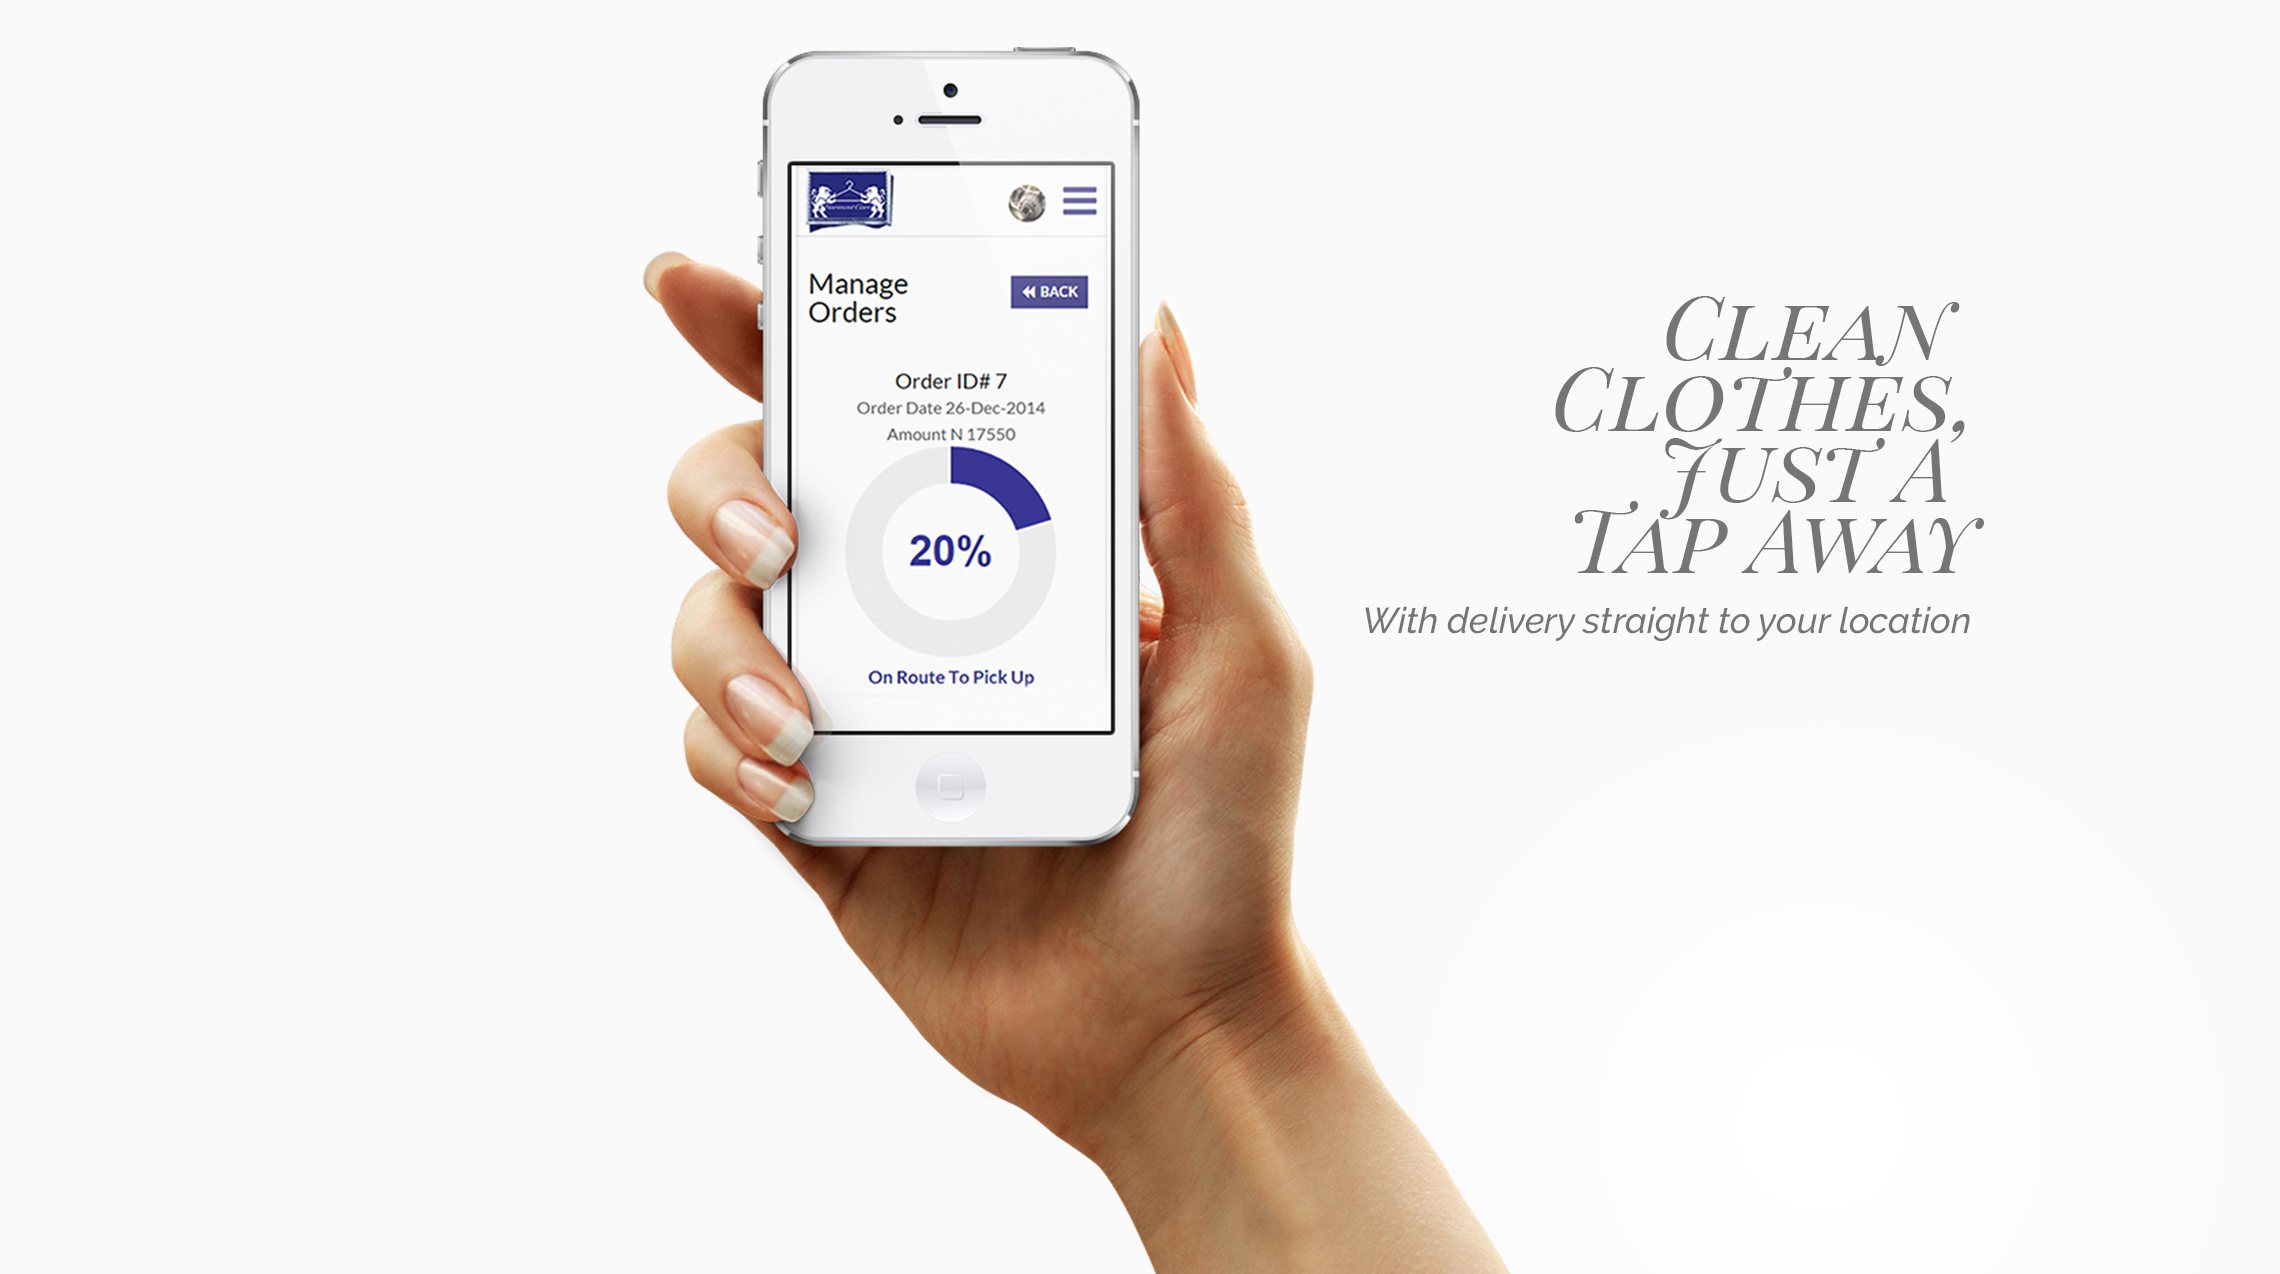 Manage
Orders
BACK
Order ID# 7
Order Date 26-Dec-2014
Amount N 17550
20%
On Route To Pick Up
CLEAN
CLOTHES,
JUST A
TAP AWAY
With delivery straight to your location